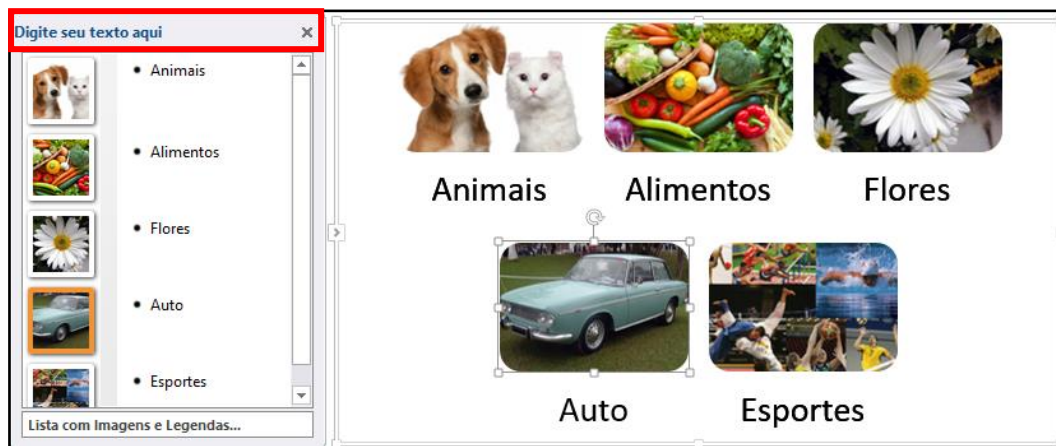 Digite seu texto aqui
Animais
Alimentos
Flores
Auto
Esportes
Lista com Imagens e Legendas...
Animais Alimentos Flores
Auto Esportes